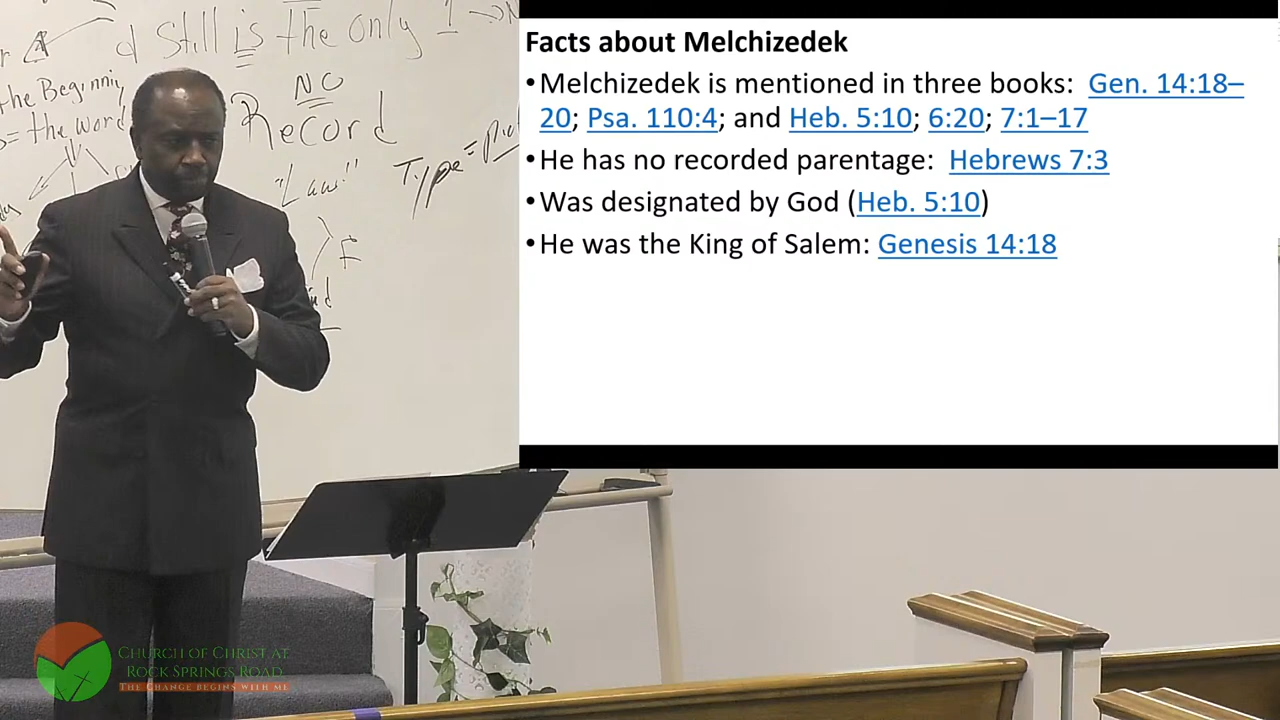 d Still is the only 1
the Beginnin
NO
= the word
Record
"Law"
Type =
Facts about Melchizedek
•Melchizedek is mentioned in three books: Gen. 14:18–
20; Psa. 110:4; and Heb. 5:10; 6:20; 7:1–17
•He has no recorded parentage: Hebrews 7:3
•Was designated by God (Heb. 5:10)
•He was the King of Salem: Genesis 14:18
CHURCH OF CHRIST AT
ROCK SPRINGS ROAD
THE CHANGE BEGINS WITH ME